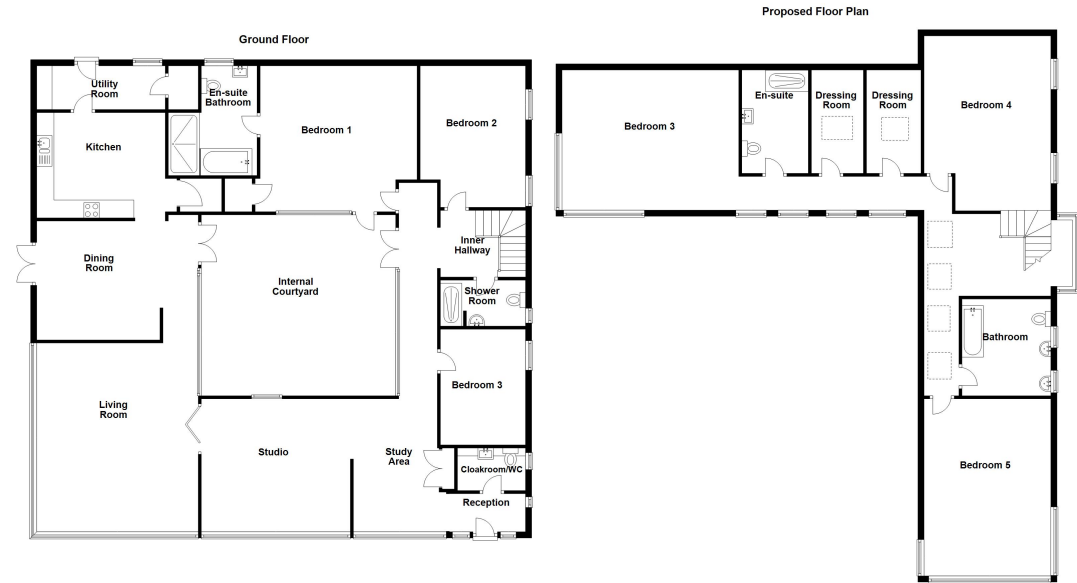 Ground Floor
Utility
Room
En-suite
Bathroom
Bedroom 1
Bedroom 2
Kitchen
Dining
Room
Internal
Courtyard
Inner
Hallway
Shower
Room
Bedroom 3
Living
Room
Studio
Study
Area
Cloakroom/WC
Reception
Proposed Floor Plan
Bedroom 3
En-suite
Dressing
Room
Dressing
Room
Bedroom 4
Bathroom
Bedroom 5